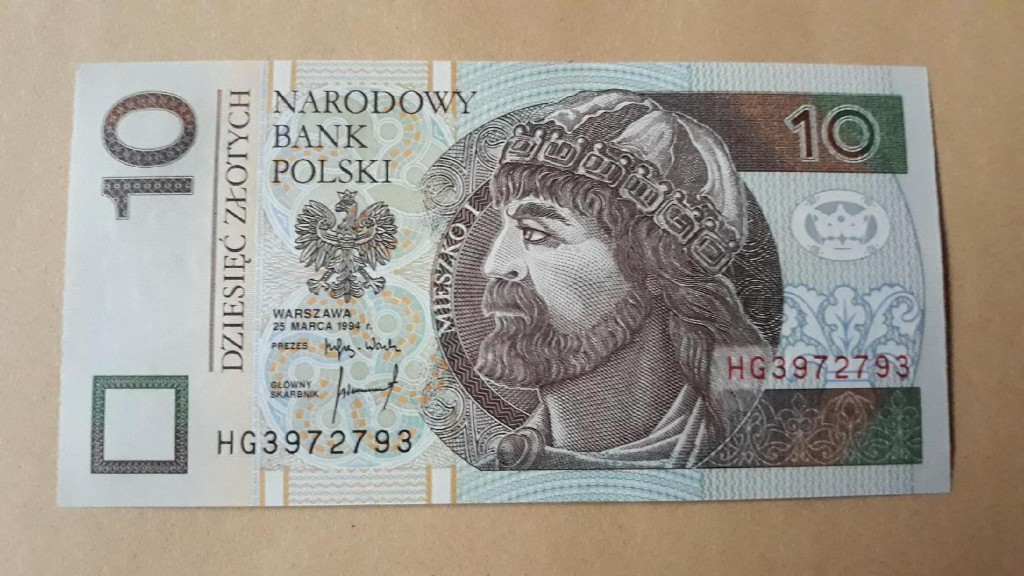 10
DZIESIĘĆ ZŁOTYCH
NARODOWY
BANK
POLSKI
WARSZAWA
25 MARCA 1994 r.
PREZES
GŁÓWNY
SKARBNIK
HG3972793
MIESZKO I
10
HG3972793